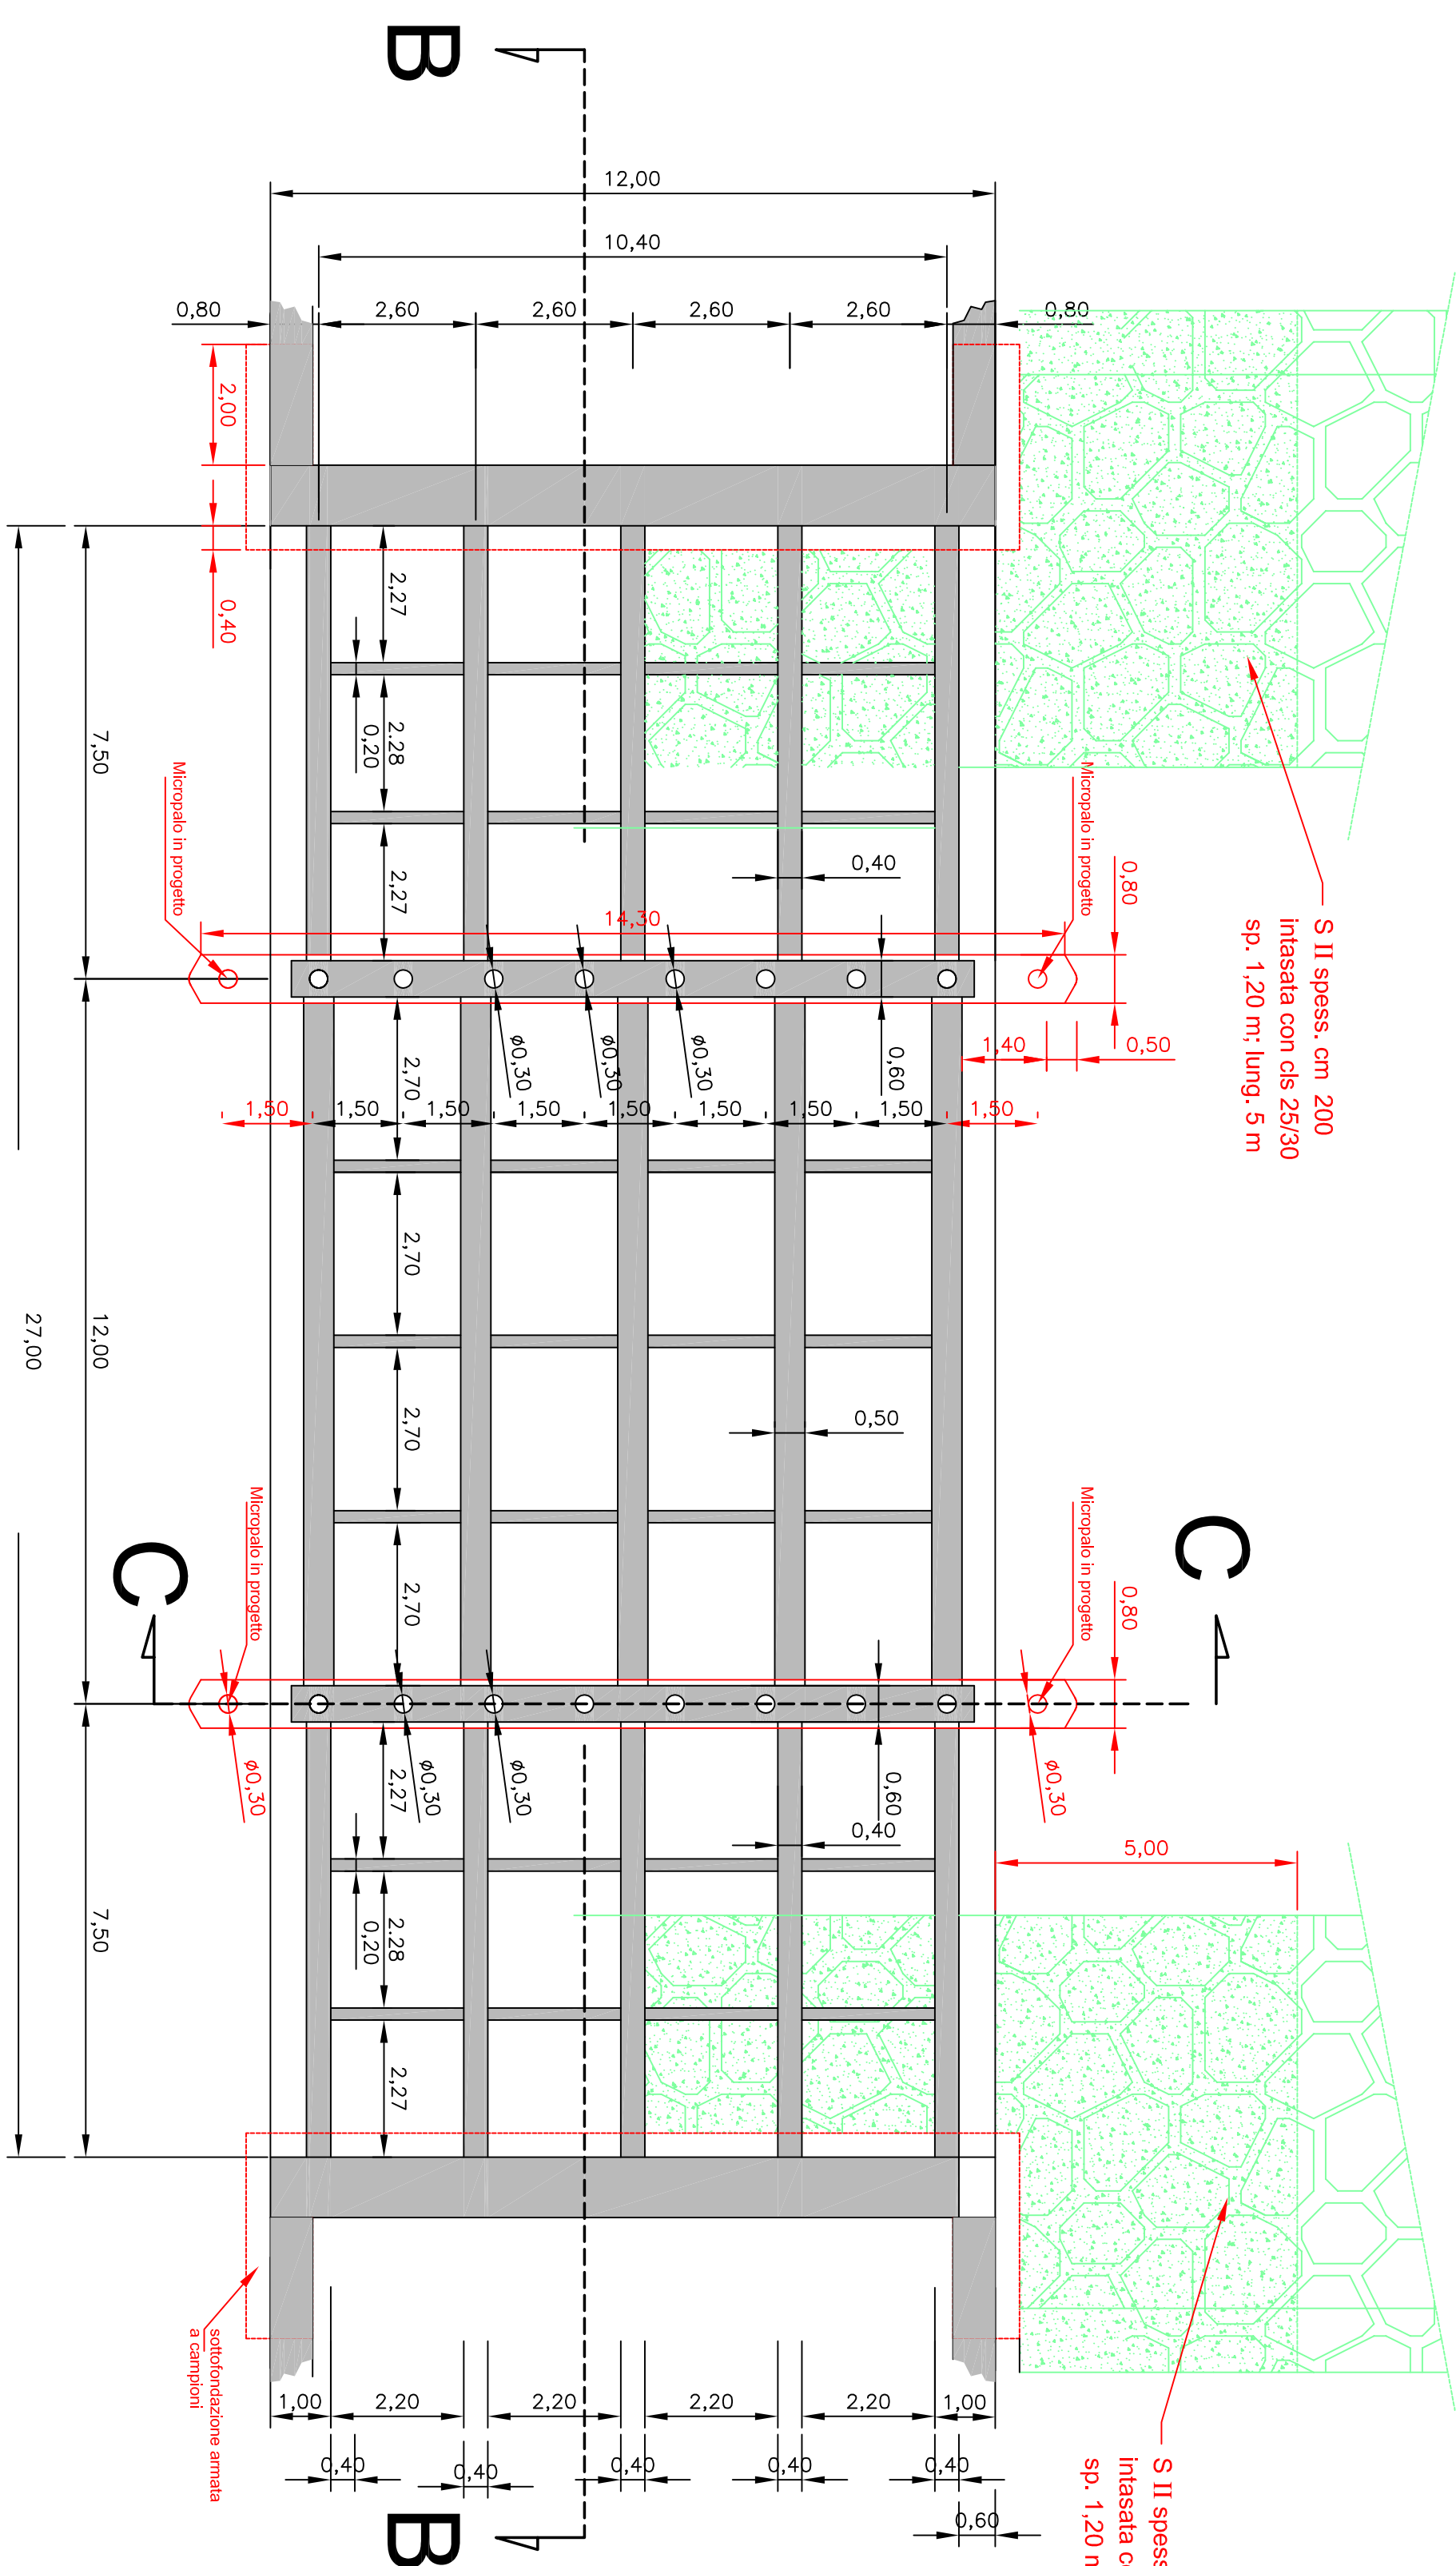 B
12,00
10,40
0,80
2,60
2,60
2,60
2,60
0,80
2,00
0,40
2,27
2.28
0,20
2,27
7,50
Micropalo in progetto
Micropalo in progetto
S II spess. cm 200
intasata con cls 25/30
sp. 1,20 m; lung. 5 m
0,40
0,80
14,30
ø0,30
ø0,30
ø0,30
0,60
1,40
0,50
2,70
1,50
1,50
1,50
1,50
1,50
1,50
1,50
1,50
1,50
2,70
27,00
12,00
2,70
0,50
2,70
Micropalo in progetto
Micropalo in progetto
C
C
0,80
ø0,30
ø0,30
ø0,30
ø0,30
2,27
0,60
0,40
5,00
2.28
0,20
7,50
2,27
sottofondazione armata
a campioni
1,00
2,20
2,20
2,20
2,20
1,00
0,40
0,40
0,40
0,40
0,40
0,60
B
S II spess
intasata c
sp. 1,20